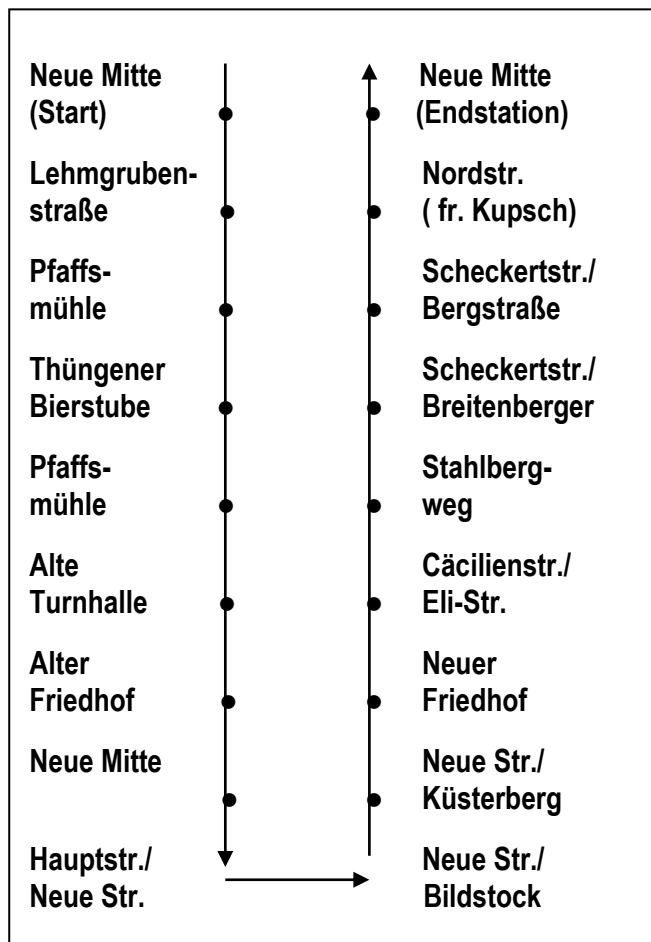 Neue Mitte
(Start)
Lehmgruben-
straße
Pfaffs-
mühle
Thüngener
Bierstube
Pfaffs-
mühle
Alte
Turnhalle
Alter
Friedhof
Neue Mitte
Hauptstr./
Neue Str.
Neue Mitte
(Endstation)
Nordstr.
( fr. Kupsch)
Scheckertstr./
Bergstraße
Scheckertstr./
Breitenberger
Stahlberg-
weg
Cäcilienstr./
Eli-Str.
Neuer
Friedhof
Neue Str./
Küsterberg
Neue Str./
Bildstock